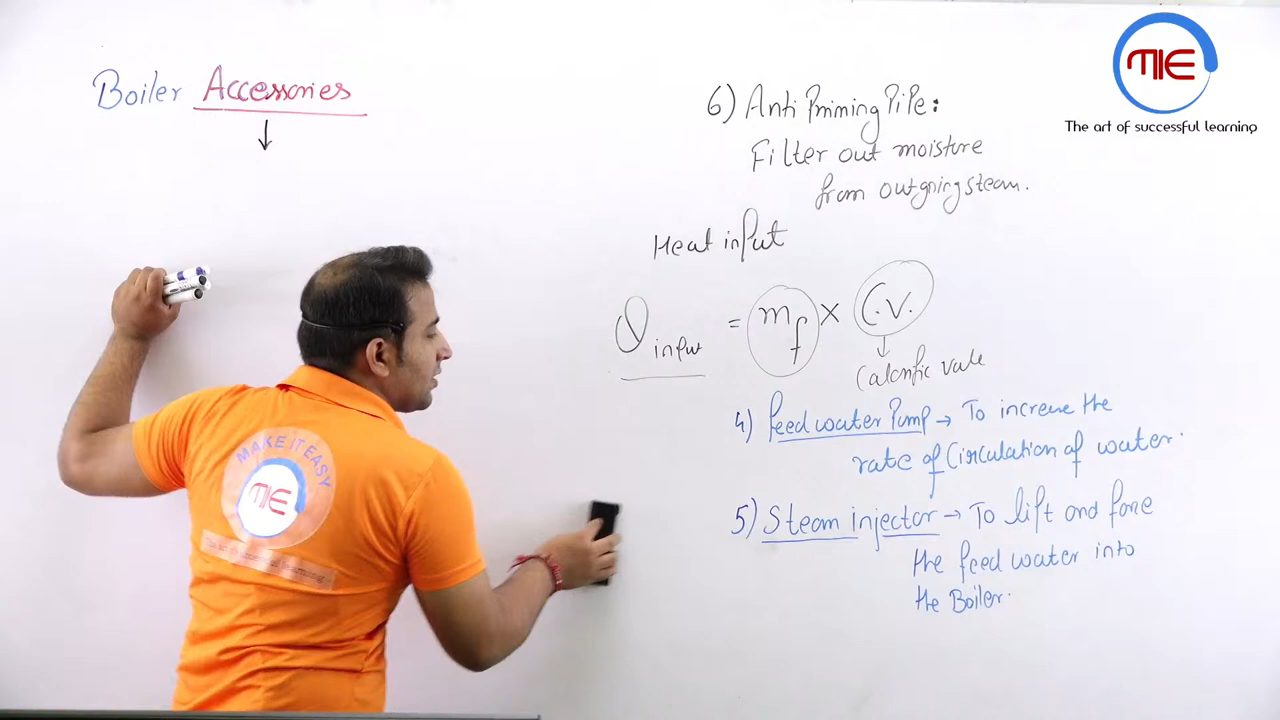 Boiler Accessories
MIE
The art of successful learning
6) Anti Priming PiPe:
Filter out moisture
from outgoing steam.
Heat input
Q input = mf × C.V.
Calorific value
4) Feed water Pump → To increase the
rate of Circulation of water.
5) Steam injector → To lift and force
the feed water into
the Boiler.
MAKE IT EASY
MIE